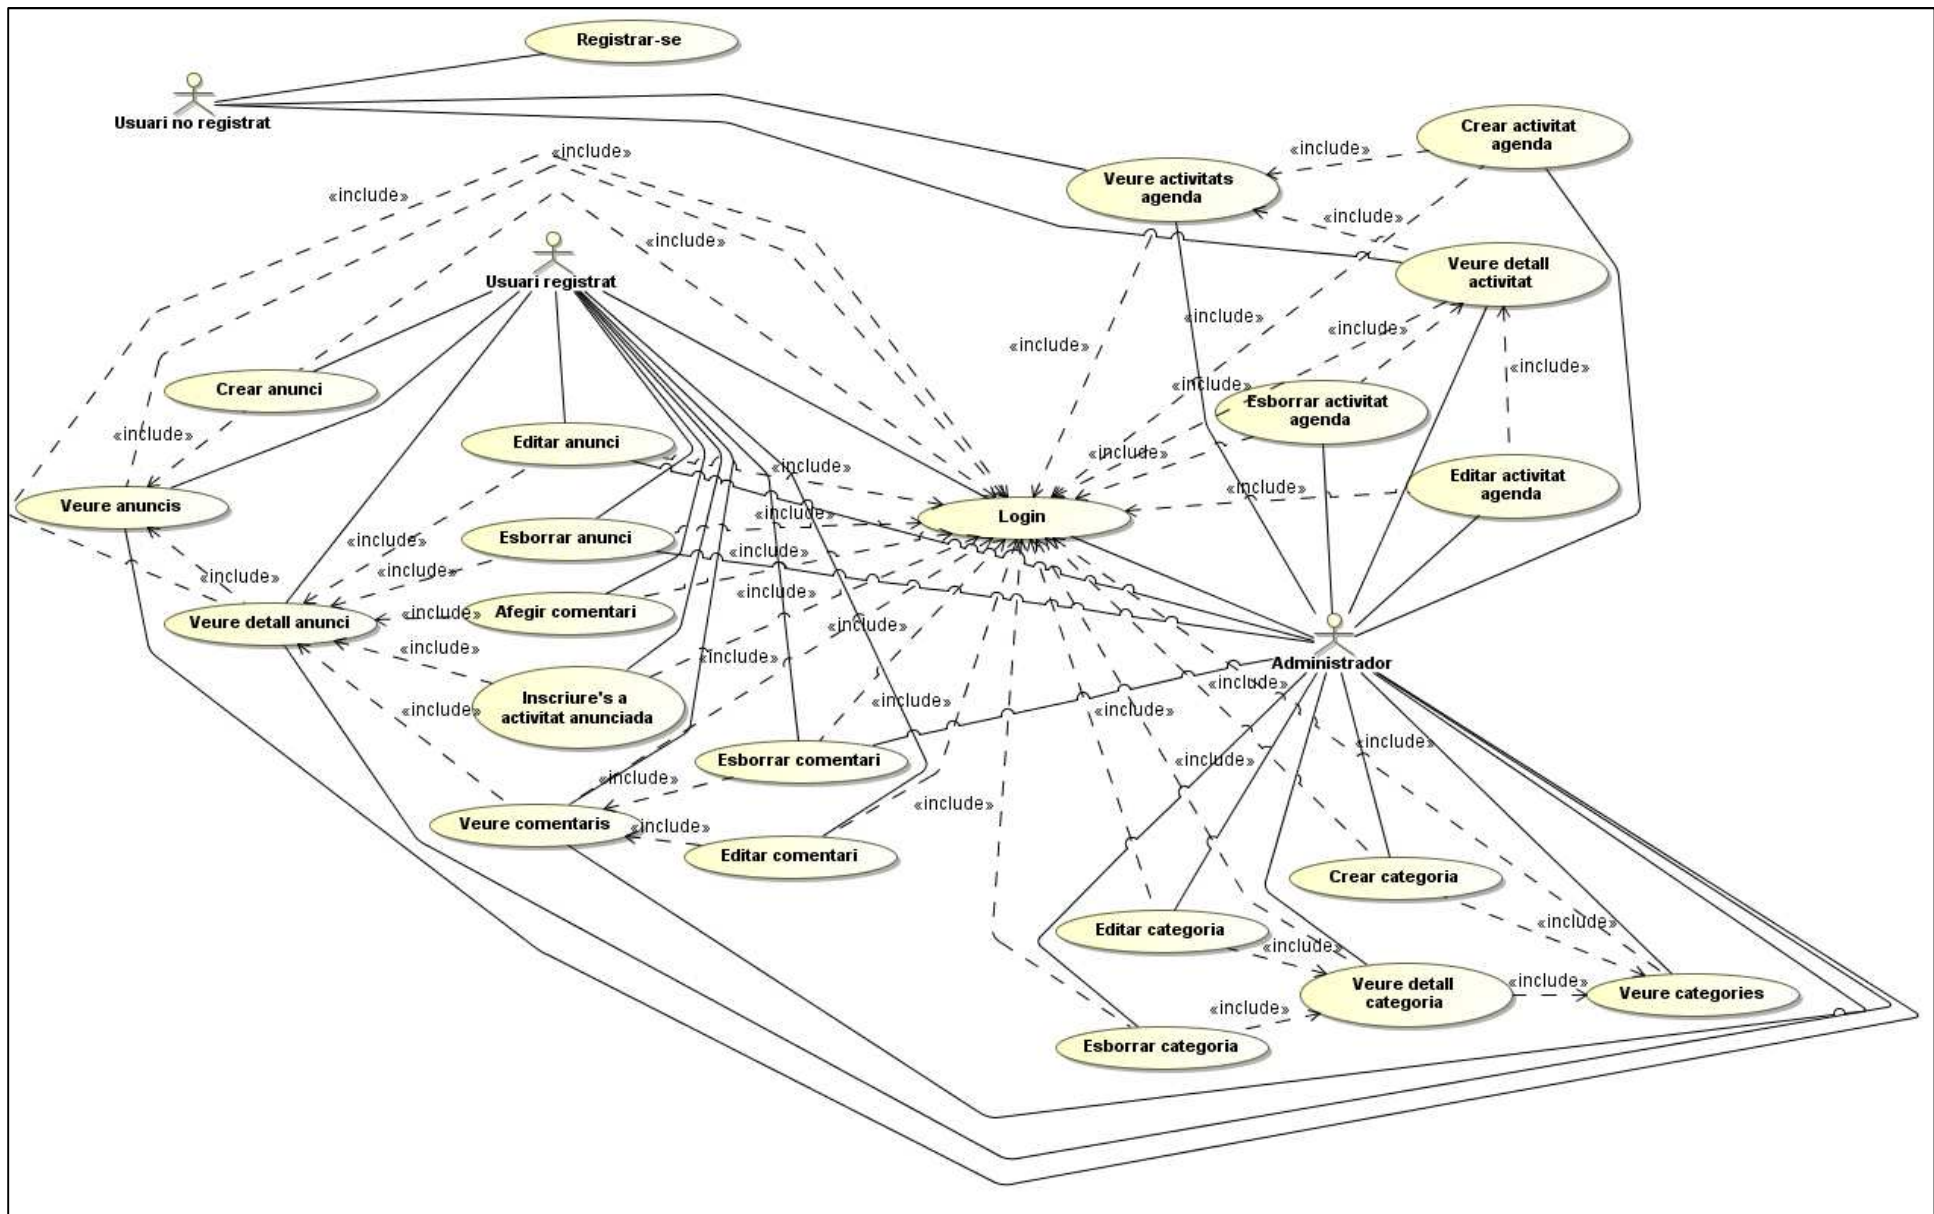 Registrar-se
Usuari no registrat
Crear activitat
agenda
«include»
«include»
Veure activitats
agenda
«include»
«include»
«include»
Usuari registrat
Veure detall
activitat
«include»
«include»
«include»
«include»
Crear anunci
«include»
Esborrar activitat
agenda
«include»
Editar anunci
«include»
«include»
Editar activitat
agenda
«include»
Veure anuncis
«include»
Login
Esborrar anunci
«include»
«include»
«include»
«include»
«include»
Afegir comentari
«include»
Veure detall anunci
«include»
«include»
«include»
Administrador
«include»
Inscriure's a
activitat anunciada
«include»
«include»
«include»
«include»
Esborrar comentari
«include»
«include»
«include»
Veure comentaris
«include»
Editar comentari
Crear categoria
Editar categoria
«include»
«include»
Veure detall
categoria
«include»
Veure categories
«include»
Esborrar categoria